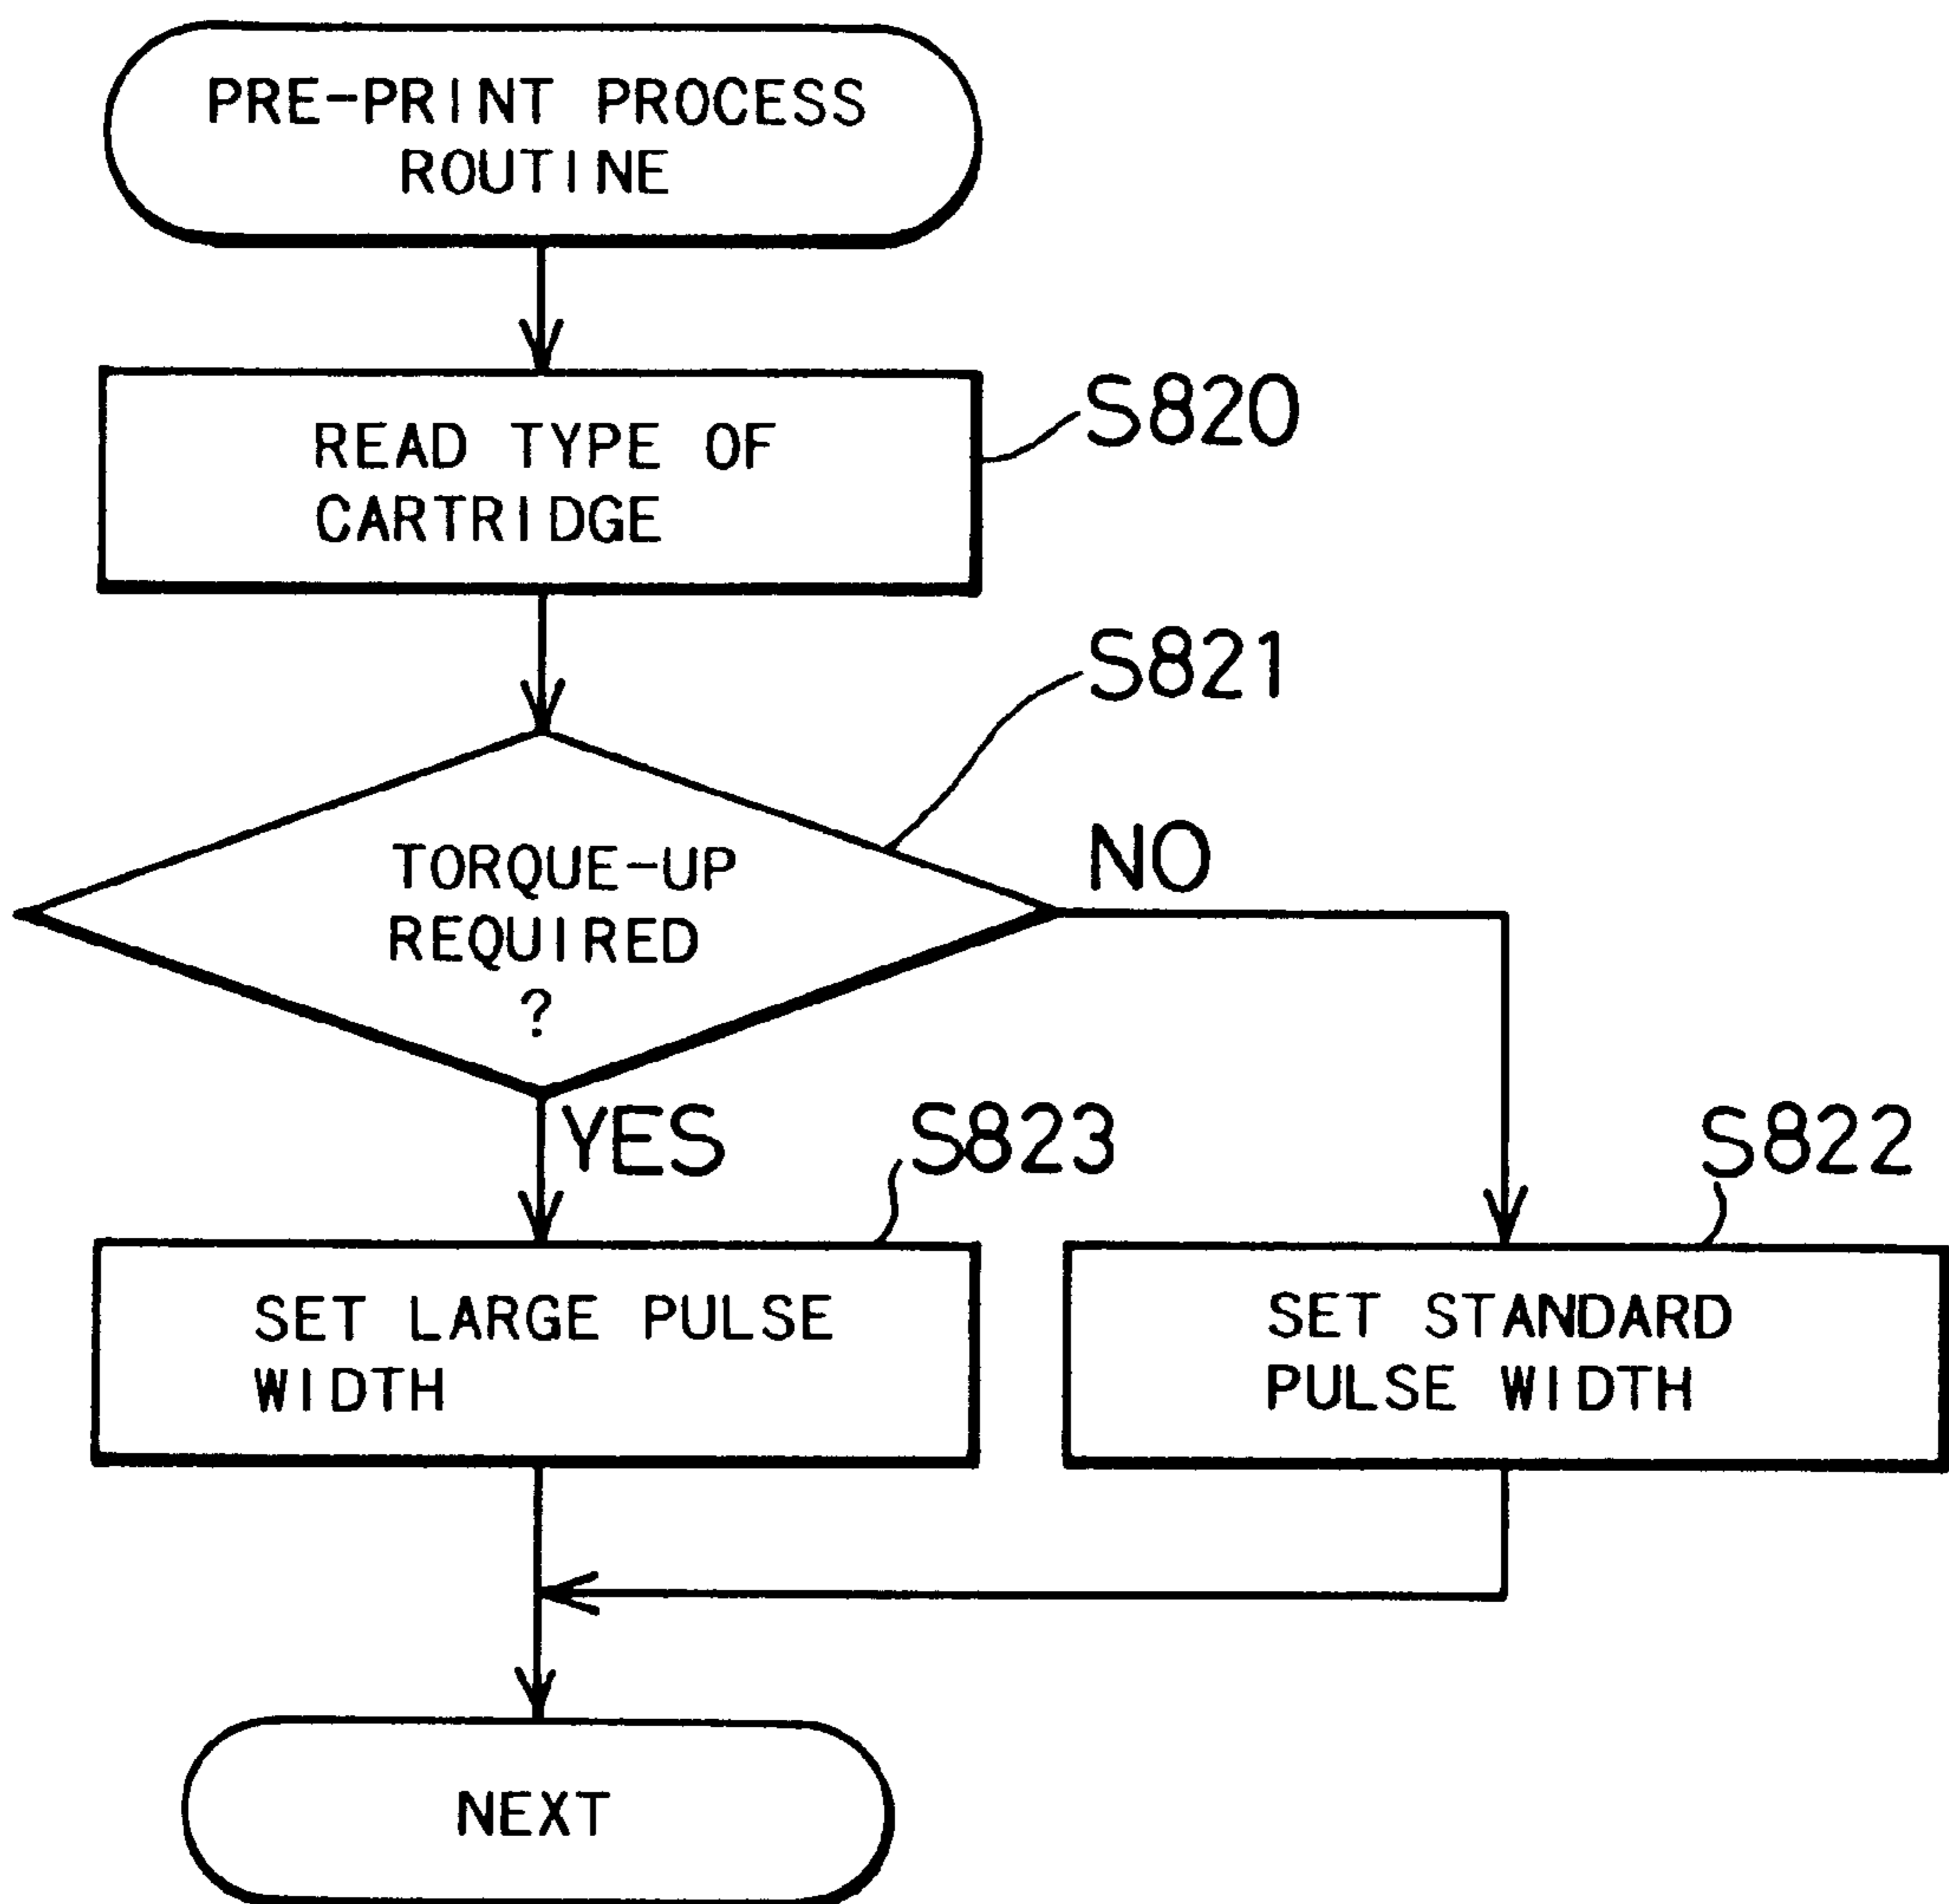 PRE-PRINT PROCESS
ROUTINE
READ TYPE OF
CARTRIDGE
S820
S821
TORQUE-UP
REQUIRED
?
NO
YES
S823
S822
SET LARGE PULSE
WIDTH
SET STANDARD
PULSE WIDTH
NEXT